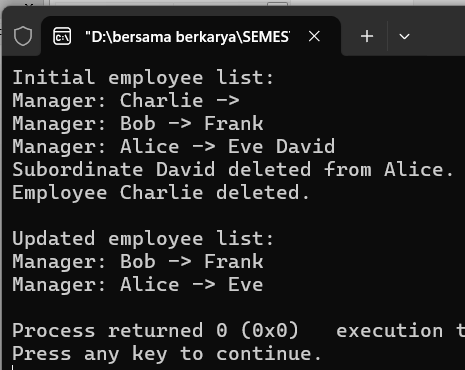 "D:\bersama berkarya\SEMES
Initial employee list:
Manager: Charlie ->
Manager: Bob -> Frank
Manager: Alice -> Eve David
Subordinate David deleted from Alice.
Employee Charlie deleted.
Updated employee list:
Manager: Bob -> Frank
Manager: Alice -> Eve
Process returned 0 (0x0)   execution t
Press any key to continue.